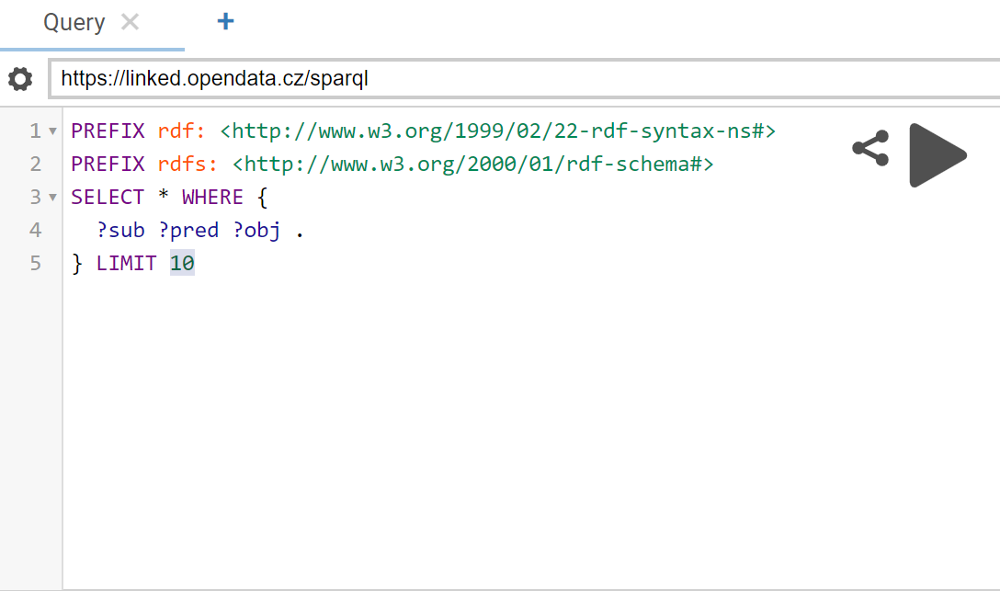 Query
https://linked.opendata.cz/sparql
1 PREFIX rdf: <http://www.w3.org/1999/02/22-rdf-syntax-ns#>
2 PREFIX rdfs: <http://www.w3.org/2000/01/rdf-schema#>
3 SELECT * WHERE {
4 ?sub ?pred ?obj .
5 } LIMIT 10